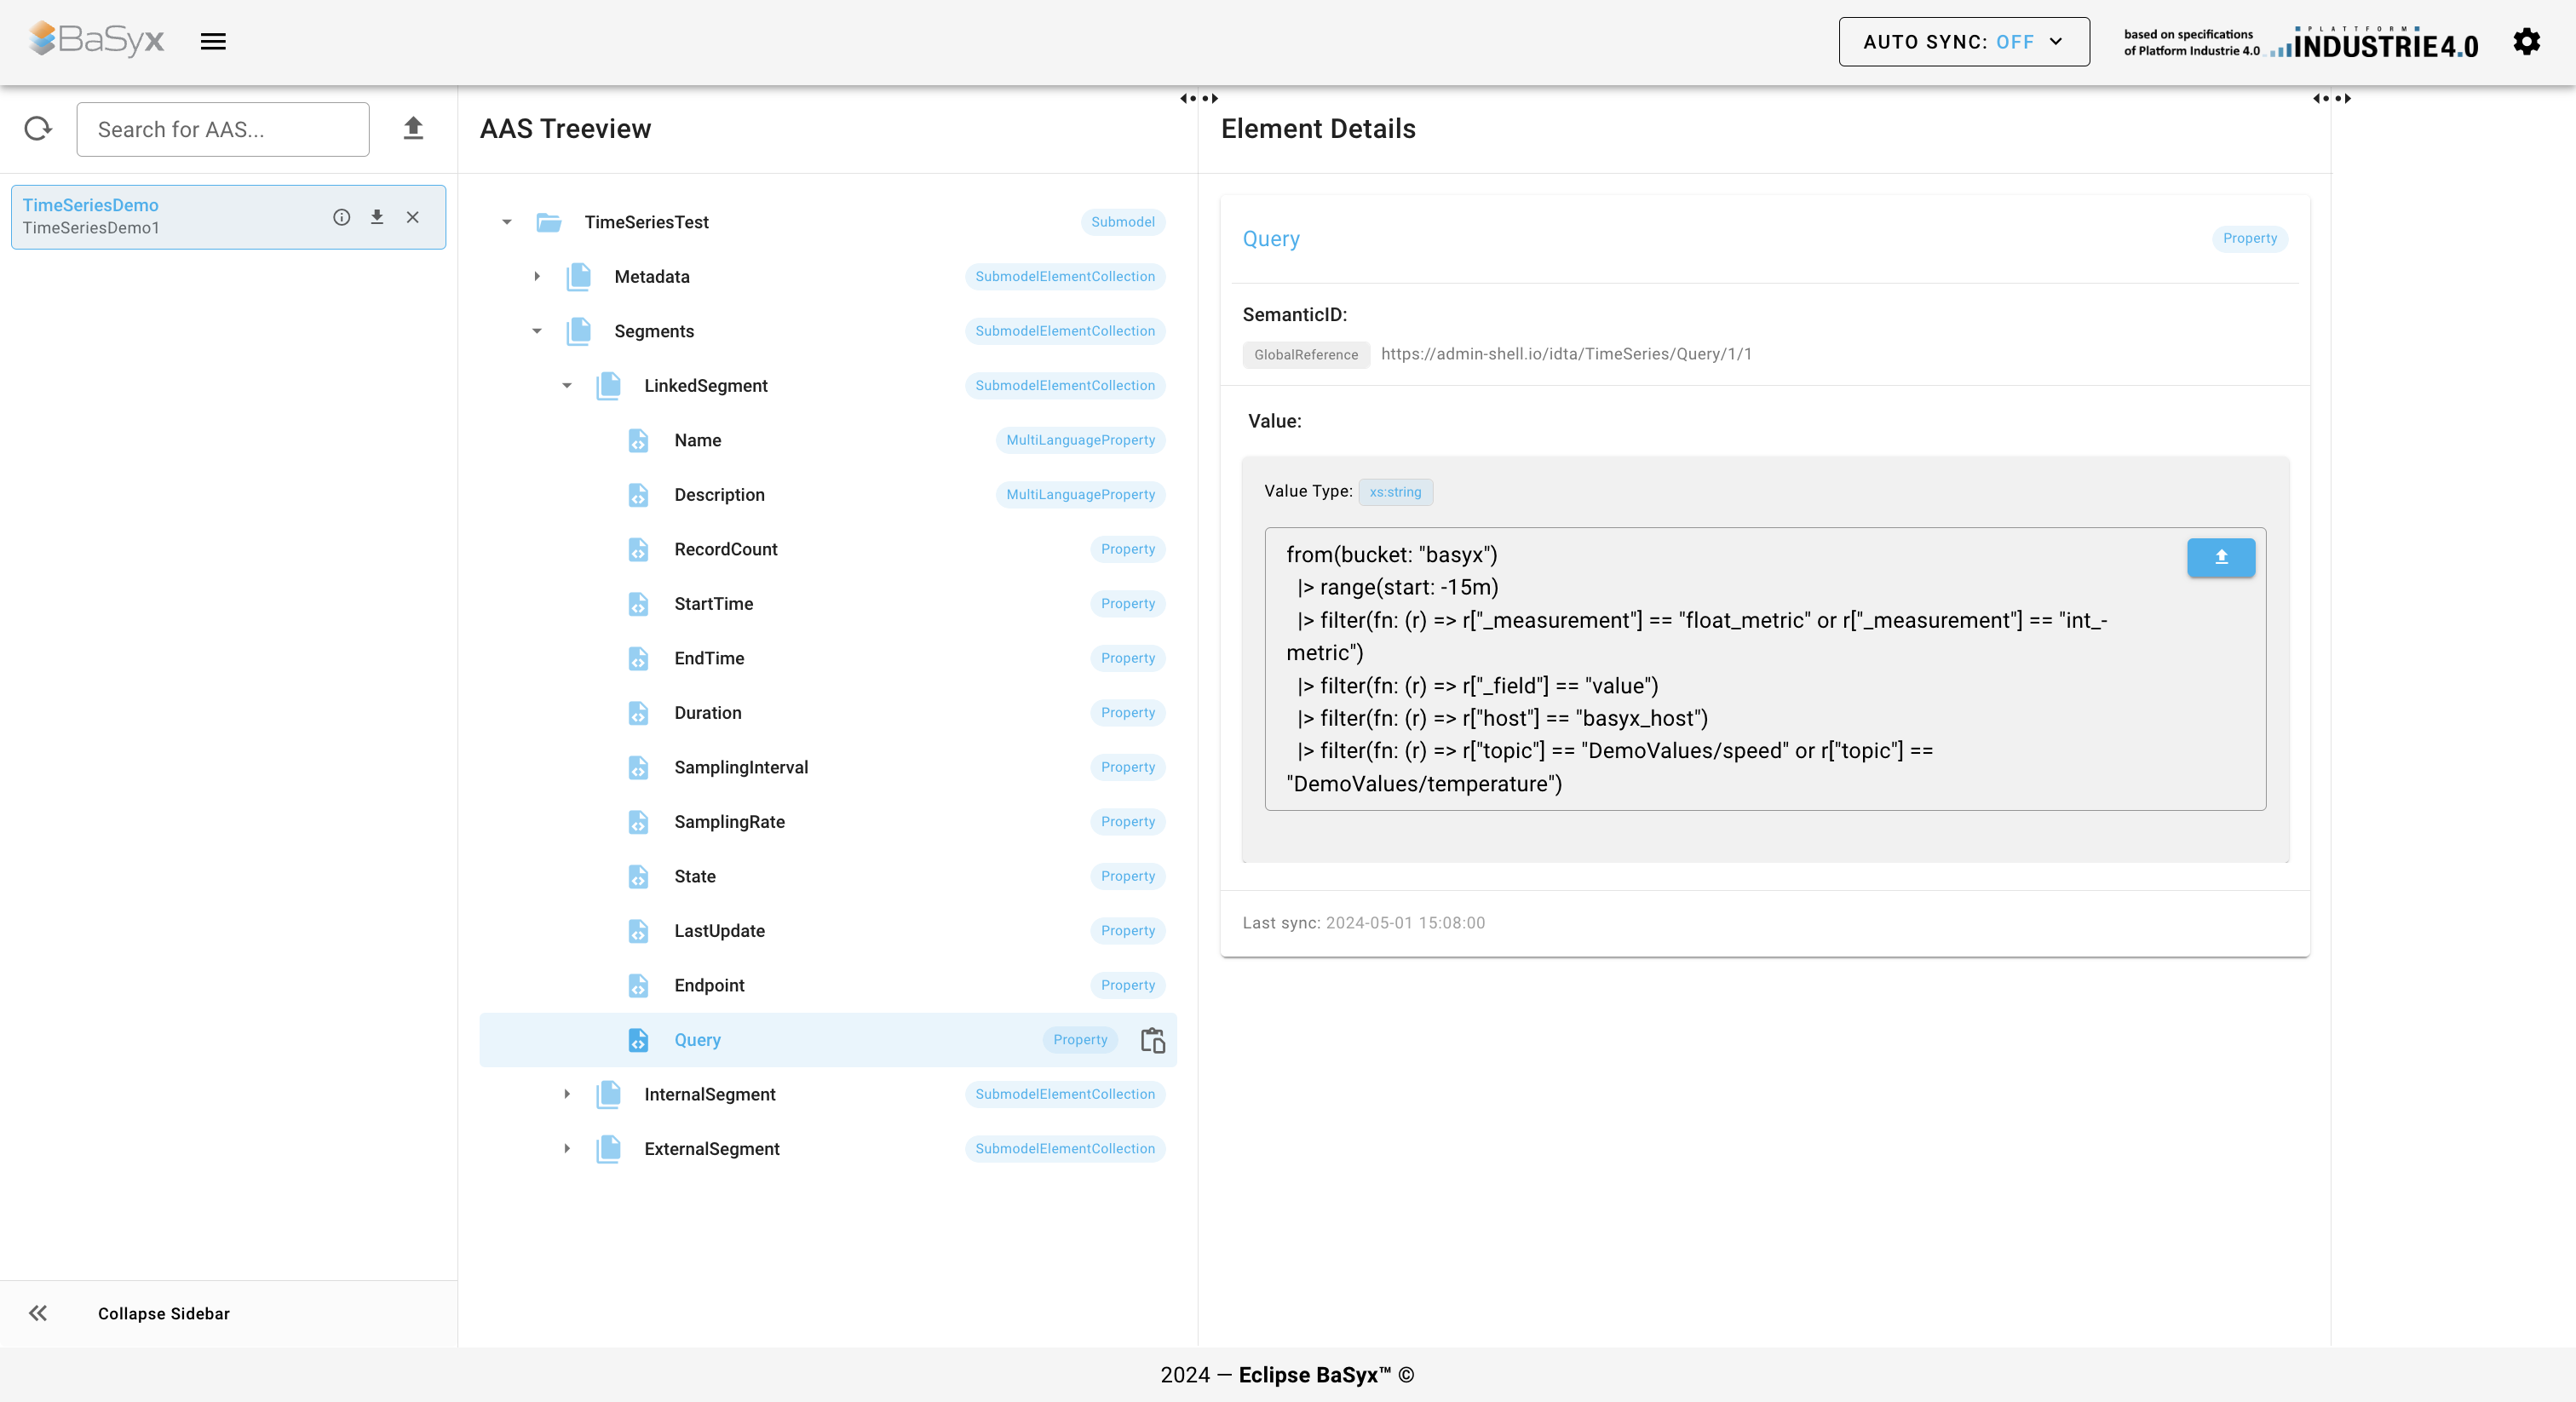 BaSyx
AUTO SYNC: OFF
based on specifications
of Platform Industrie 4.0
PLATTFORM
INDUSTRIE4.0
Search for AAS...
TimeSeriesDemo
TimeSeriesDemo1
Collapse Sidebar
AAS Treeview
TimeSeriesTest Submodel
Metadata SubmodelElementCollection
Segments SubmodelElementCollection
LinkedSegment SubmodelElementCollection
Name MultiLanguageProperty
Description MultiLanguageProperty
RecordCount Property
StartTime Property
EndTime Property
Duration Property
SamplingInterval Property
SamplingRate Property
State Property
LastUpdate Property
Endpoint Property
Query Property
InternalSegment SubmodelElementCollection
ExternalSegment SubmodelElementCollection
Element Details
Query Property
SemanticID:
GlobalReference https://admin-shell.io/idta/TimeSeries/Query/1/1
Value:
Value Type: xs:string
from(bucket: "basyx")
|> range(start: -15m)
|> filter(fn: (r) => r["_measurement"] == "float_metric" or r["_measurement"] == "int_-
metric")
|> filter(fn: (r) => r["_field"] == "value")
|> filter(fn: (r) => r["host"] == "basyx_host")
|> filter(fn: (r) => r["topic"] == "DemoValues/speed" or r["topic"] ==
"DemoValues/temperature")
Last sync: 2024-05-01 15:08:00
2024 — Eclipse BaSyx™ ©